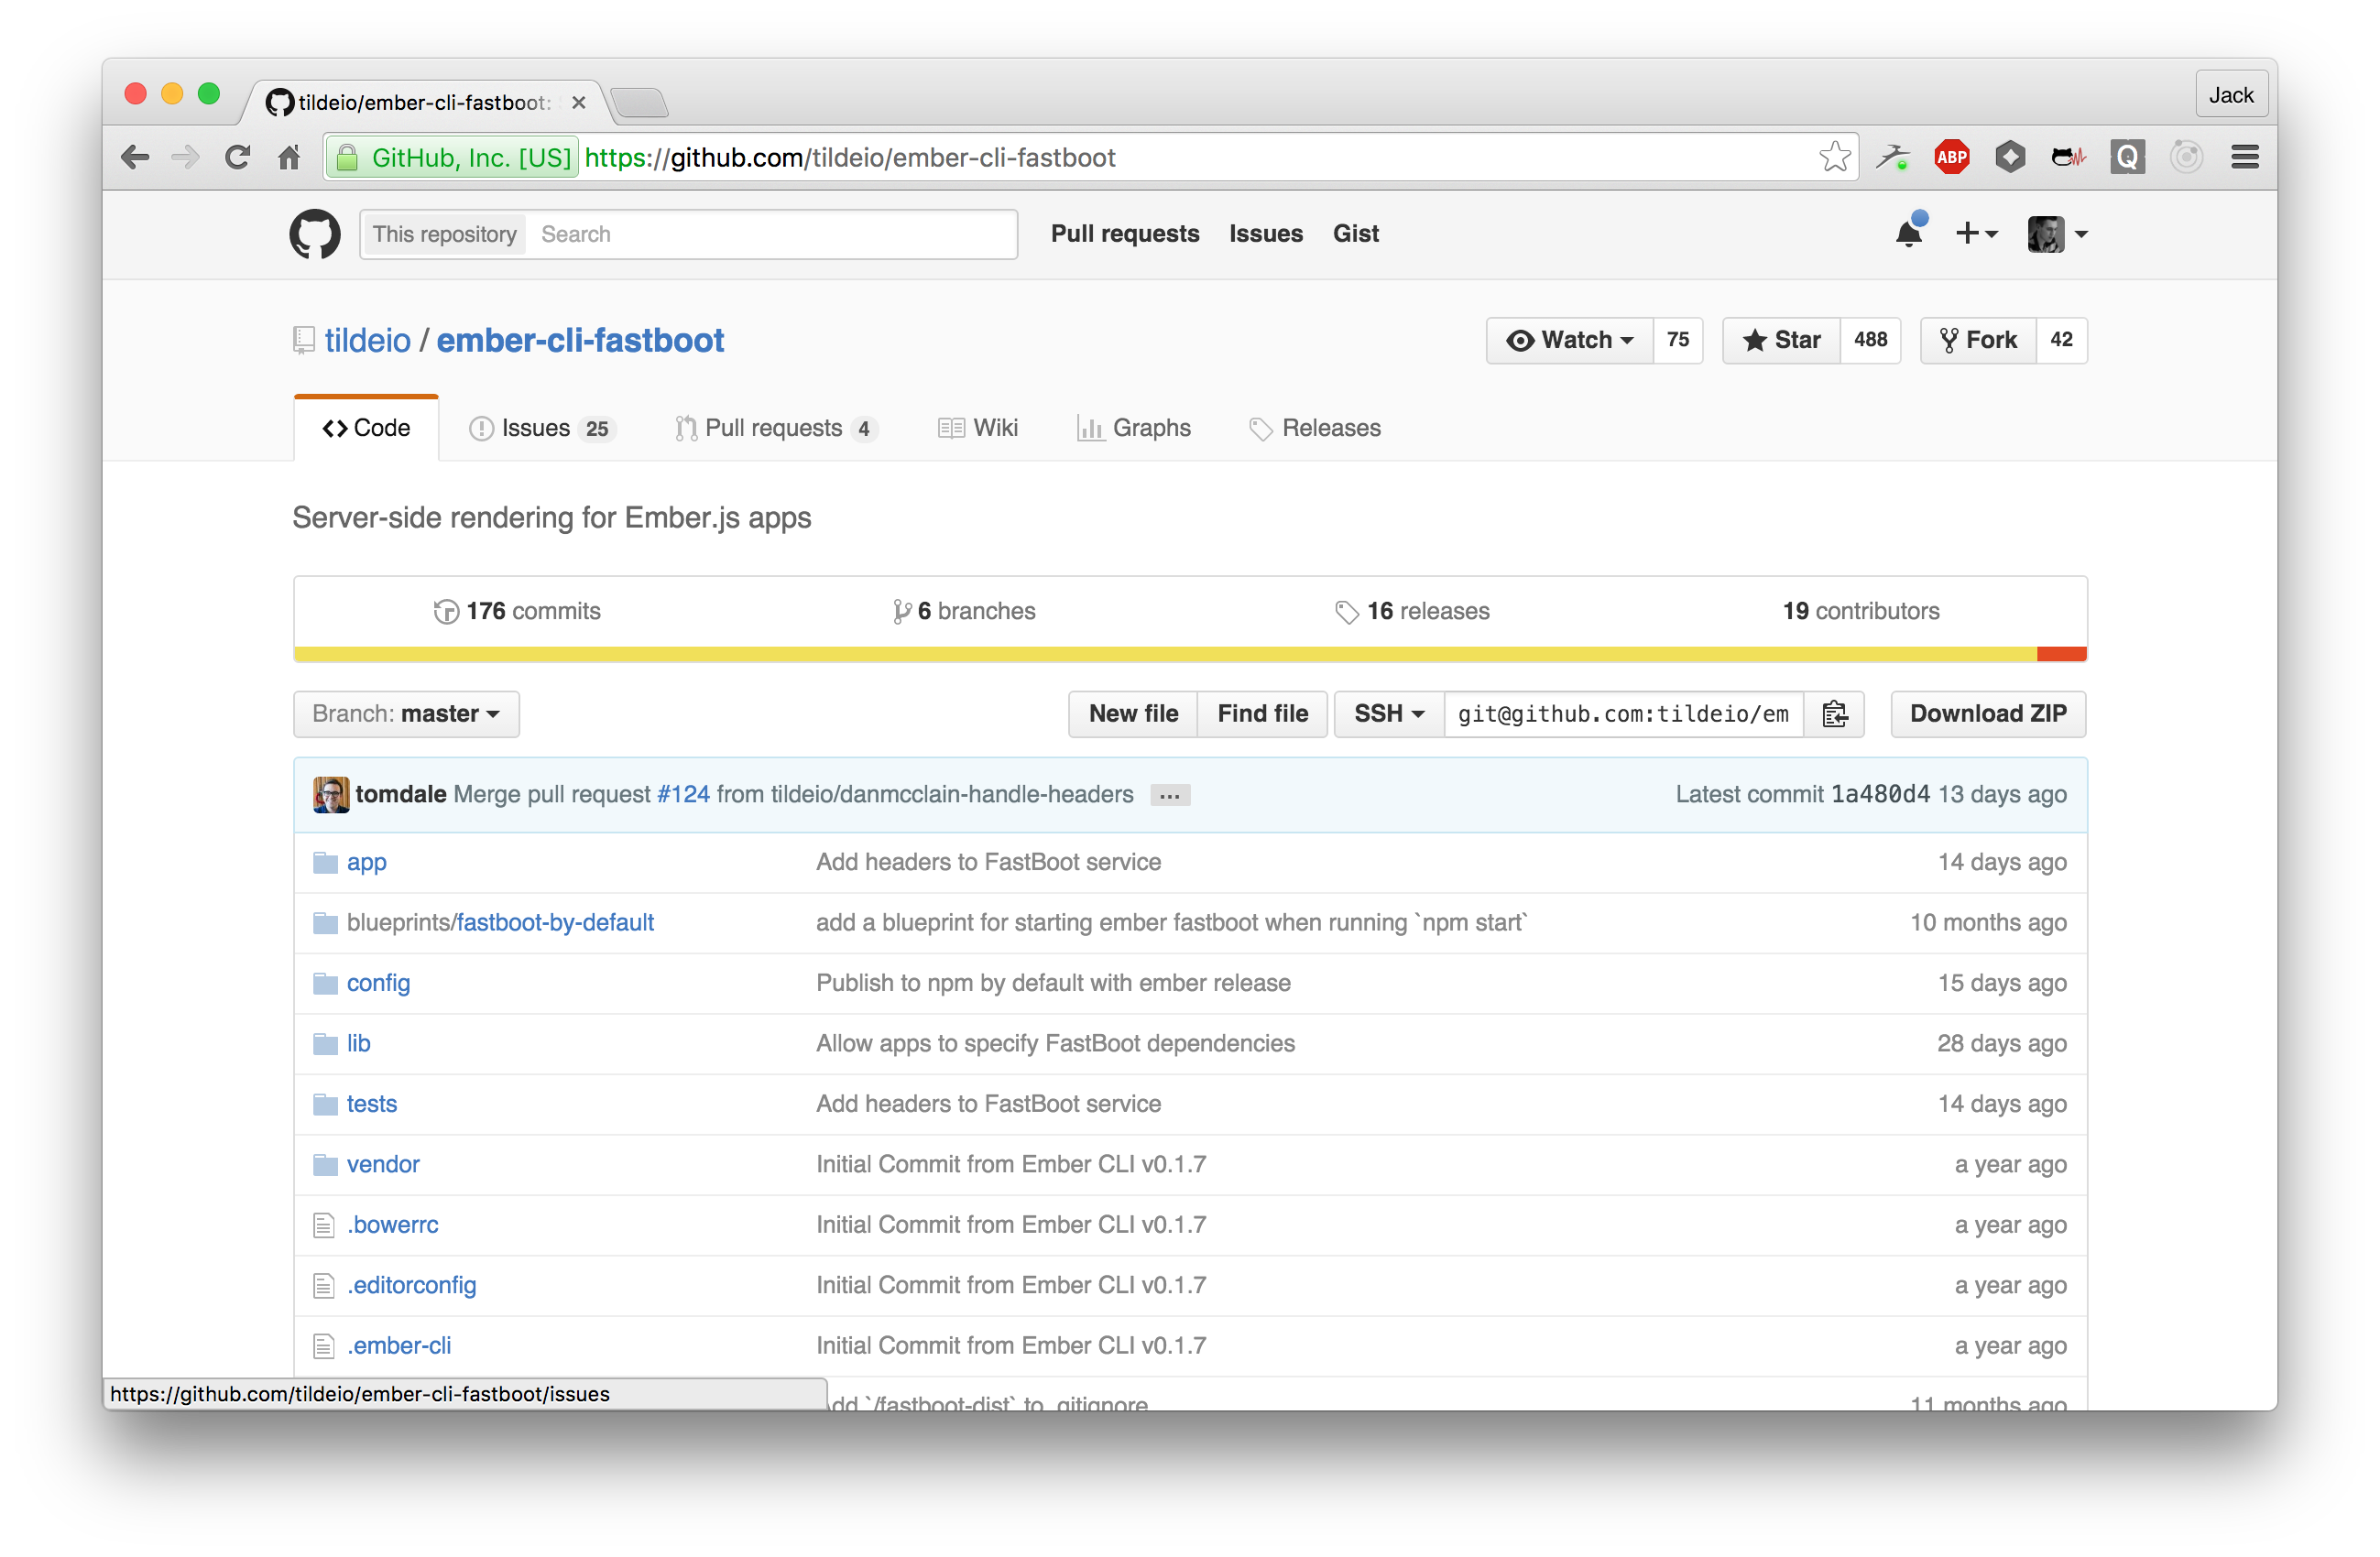 tildeio/ember-cli-fastboot:
Jack
GitHub, Inc. [US] https://github.com/tildeio/ember-cli-fastboot
ABP
Q
This repository Search Pull requests Issues Gist
tildeio / ember-cli-fastboot Watch 75 Star 488 Fork 42
Code Issues 25 Pull requests 4 Wiki Graphs Releases
Server-side rendering for Ember.js apps
176 commits 6 branches 16 releases 19 contributors
Branch: master New file Find file SSH git@github.com:tildeio/em Download ZIP
tomdale Merge pull request #124 from tildeio/danmcclain-handle-headers … Latest commit 1a480d4 13 days ago
app Add headers to FastBoot service 14 days ago
blueprints/fastboot-by-default add a blueprint for starting ember fastboot when running `npm start` 10 months ago
config Publish to npm by default with ember release 15 days ago
lib Allow apps to specify FastBoot dependencies 28 days ago
tests Add headers to FastBoot service 14 days ago
vendor Initial Commit from Ember CLI v0.1.7 a year ago
.bowerrc Initial Commit from Ember CLI v0.1.7 a year ago
.editorconfig Initial Commit from Ember CLI v0.1.7 a year ago
.ember-cli Initial Commit from Ember CLI v0.1.7 a year ago
https://github.com/tildeio/ember-cli-fastboot/issues
dd `/fastboot-dist` to .gitignore 11 months ago